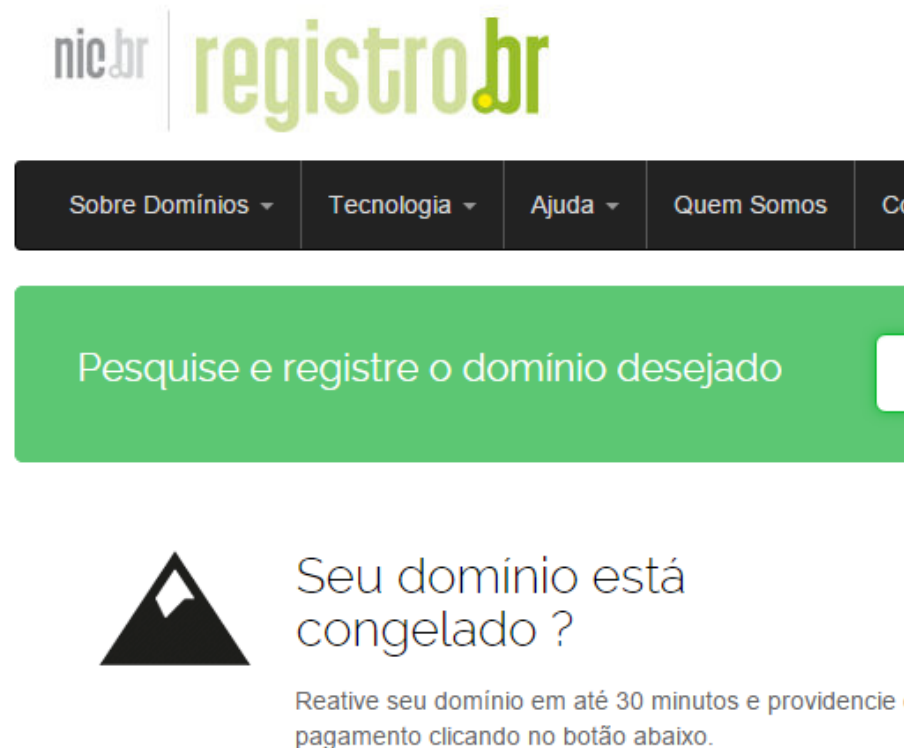 nic.br
registro.br
Sobre Domínios
Tecnologia
Ajuda
Quem Somos
Pesquise e registre o domínio desejado
Seu domínio está
congelado ?
Reative seu domínio em até 30 minutos e providencie
pagamento clicando no botão abaixo.